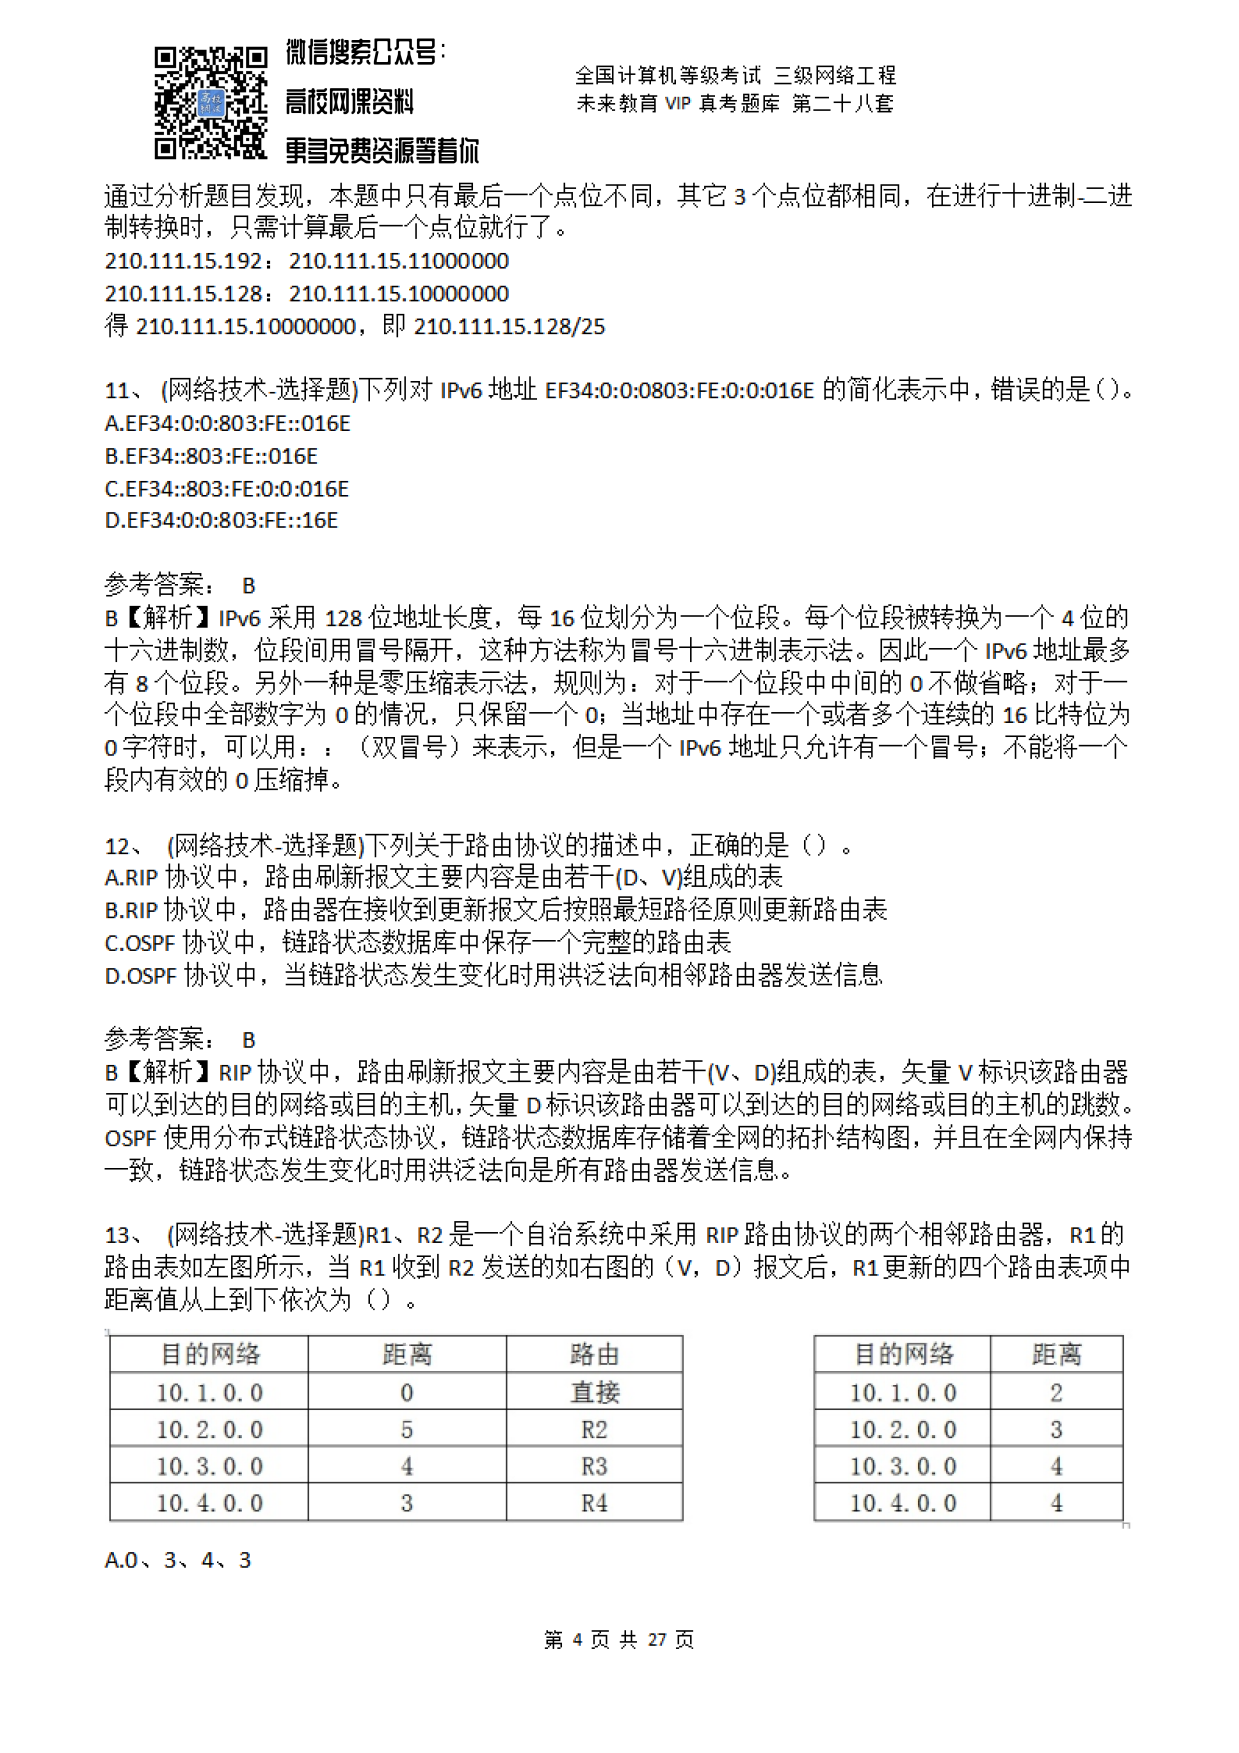 微信搜索公众号：
高校网课资料
更多免费资源等着你
全国计算机等级考试 三级网络工程
未来教育 VIP 真考题库 第二十八套
通过分析题目发现，本题中只有最后一个点位不同，其它 3 个点位都相同，在进行十进制-二进
制转换时，只需计算最后一个点位就行了。
210.111.15.192：210.111.15.11000000
210.111.15.128：210.111.15.10000000
得 210.111.15.10000000，即 210.111.15.128/25
11、 (网络技术-选择题)下列对 IPv6 地址 EF34:0:0:0803:FE:0:0:016E 的简化表示中，错误的是（）。
A.EF34:0:0:803:FE::016E
B.EF34::803:FE::016E
C.EF34::803:FE:0:0:016E
D.EF34:0:0:803:FE::16E
参考答案： B
B【解析】IPv6 采用 128 位地址长度，每 16 位划分为一个位段。每个位段被转换为一个 4 位的
十六进制数，位段间用冒号隔开，这种方法称为冒号十六进制表示法。因此一个 IPv6 地址最多
有 8 个位段。另外一种是零压缩表示法，规则为：对于一个位段中中间的 0 不做省略；对于一
个位段中全部数字为 0 的情况，只保留一个 0；当地址中存在一个或者多个连续的 16 比特位为
0 字符时，可以用：：（双冒号）来表示，但是一个 IPv6 地址只允许有一个冒号；不能将一个
段内有效的 0 压缩掉。
12、 (网络技术-选择题)下列关于路由协议的描述中，正确的是（）。
A.RIP 协议中，路由刷新报文主要内容是由若干(D、V)组成的表
B.RIP 协议中，路由器在接收到更新报文后按照最短路径原则更新路由表
C.OSPF 协议中，链路状态数据库中保存一个完整的路由表
D.OSPF 协议中，当链路状态发生变化时用洪泛法向相邻路由器发送信息
参考答案： B
B【解析】RIP 协议中，路由刷新报文主要内容是由若干(V、D)组成的表，矢量 V 标识该路由器
可以到达的目的网络或目的主机，矢量 D 标识该路由器可以到达的目的网络或目的主机的跳数。
OSPF 使用分布式链路状态协议，链路状态数据库存储着全网的拓扑结构图，并且在全网内保持
一致，链路状态发生变化时用洪泛法向是所有路由器发送信息。
13、 (网络技术-选择题)R1、R2 是一个自治系统中采用 RIP 路由协议的两个相邻路由器，R1 的
路由表如左图所示，当 R1 收到 R2 发送的如右图的（V，D）报文后，R1 更新的四个路由表项中
距离值从上到下依次为（）。
目的网络 距离 路由
10.1.0.0 0 直接
10.2.0.0 5 R2
10.3.0.0 4 R3
10.4.0.0 3 R4
目的网络 距离
10.1.0.0 2
10.2.0.0 3
10.3.0.0 4
10.4.0.0 4
A.0、3、4、3
第 4 页 共 27 页